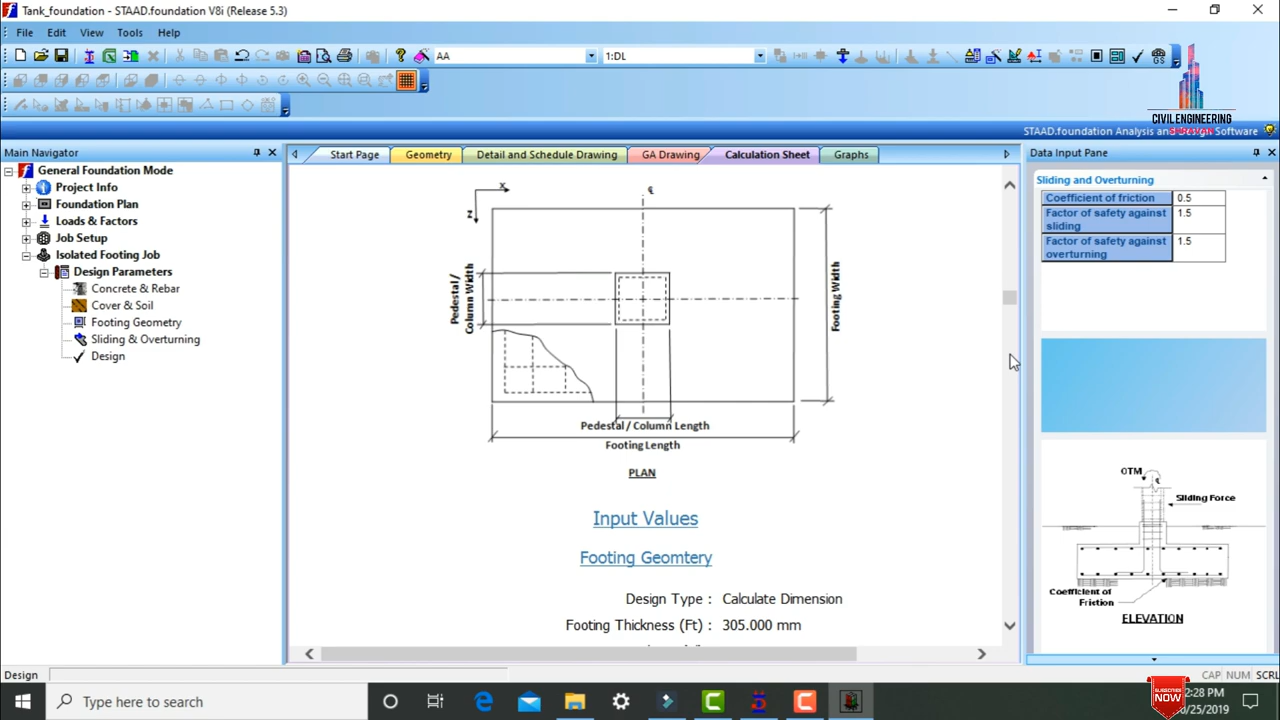 Tank_foundation - STAAD.foundation V8i (Release 5.3)
File Edit View Tools Help
AA
1:DL
CIVIL ENGINEERING
STAAD.foundation Analysis and Design Software
Main Navigator
General Foundation Mode
Project Info
Foundation Plan
Loads & Factors
Job Setup
Isolated Footing Job
Design Parameters
Concrete & Rebar
Cover & Soil
Footing Geometry
Sliding & Overturning
Design
Start Page Geometry Detail and Schedule Drawing GA Drawing Calculation Sheet Graphs
X
Z
Pedestal /
Column Width
Footing Width
Pedestal / Column Length
Footing Length
PLAN
Input Values
Footing Geomtery
Design Type : Calculate Dimension
Footing Thickness (Ft) : 305.000 mm
Data Input Pane
Sliding and Overturning
Coefficient of friction 0.5
Factor of safety against sliding 1.5
Factor of safety against overturning 1.5
OTM
Sliding Force
Coefficient of
Friction
ELEVATION
Design
CAP NUM SCRL
Type here to search
2:28 PM
/25/2019
SUBSCRIBE
NOW